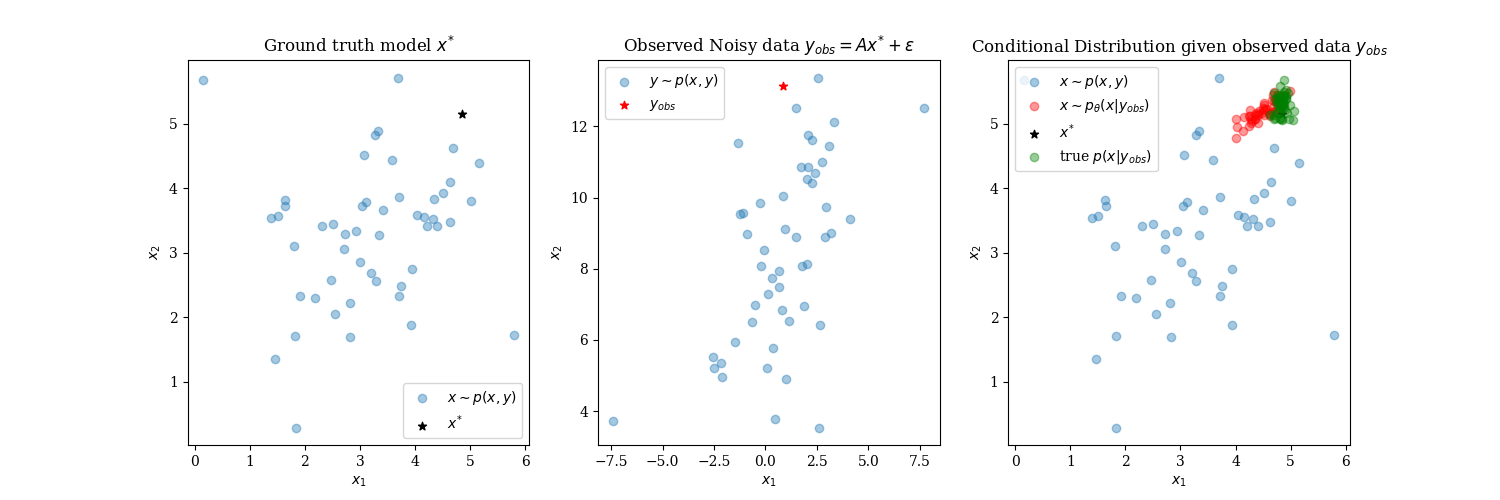 Ground truth model x*
x₂
5
4
3
2
1
x ~ p(x, y)
x*
0 1 2 3 4 5 6
x₁
Observed Noisy data y_obs = Ax* + ε
x₂
12
10
8
6
4
y ~ p(x, y)
y_obs
−7.5 −5.0 −2.5 0.0 2.5 5.0 7.5
x₁
Conditional Distribution given observed data y_obs
x₂
5
4
3
2
1
x ~ p(x, y)
x ~ p_θ(x|y_obs)
x*
true p(x|y_obs)
0 1 2 3 4 5 6
x₁